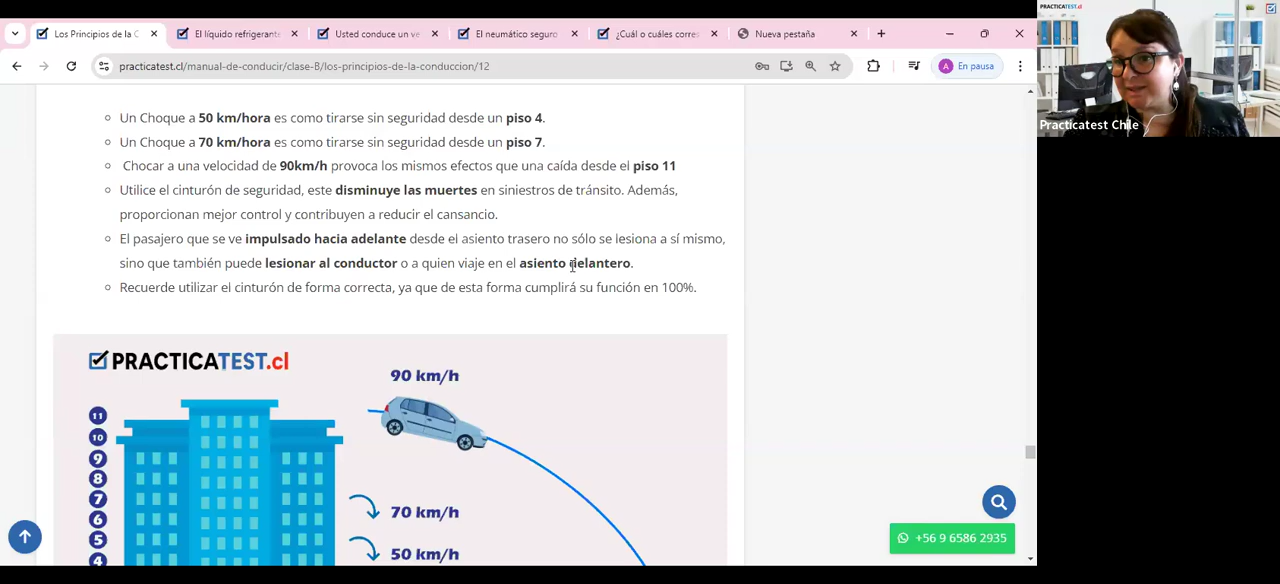 PRACTICATEST.cl
Los Principios de la C
El líquido refrigerante
Usted conduce un ve
El neumático seguro
¿Cuál o cuáles corres
Nueva pestaña
practicatest.cl/manual-de-conducir/clase-B/los-principios-de-la-conduccion/12
A En pausa
Practicatest Chile
Un Choque a 50 km/hora es como tirarse sin seguridad desde un piso 4.
Un Choque a 70 km/hora es como tirarse sin seguridad desde un piso 7.
Chocar a una velocidad de 90km/h provoca los mismos efectos que una caída desde el piso 11
Utilice el cinturón de seguridad, este disminuye las muertes en siniestros de tránsito. Además,
proporcionan mejor control y contribuyen a reducir el cansancio.
El pasajero que se ve impulsado hacia adelante desde el asiento trasero no sólo se lesiona a sí mismo,
sino que también puede lesionar al conductor o a quien viaje en el asiento delantero.
Recuerde utilizar el cinturón de forma correcta, ya que de esta forma cumplirá su función en 100%.
PRACTICATEST.cl
90 km/h
11
10
9
8
7
6
5
4
70 km/h
50 km/h
+56 9 6586 2935